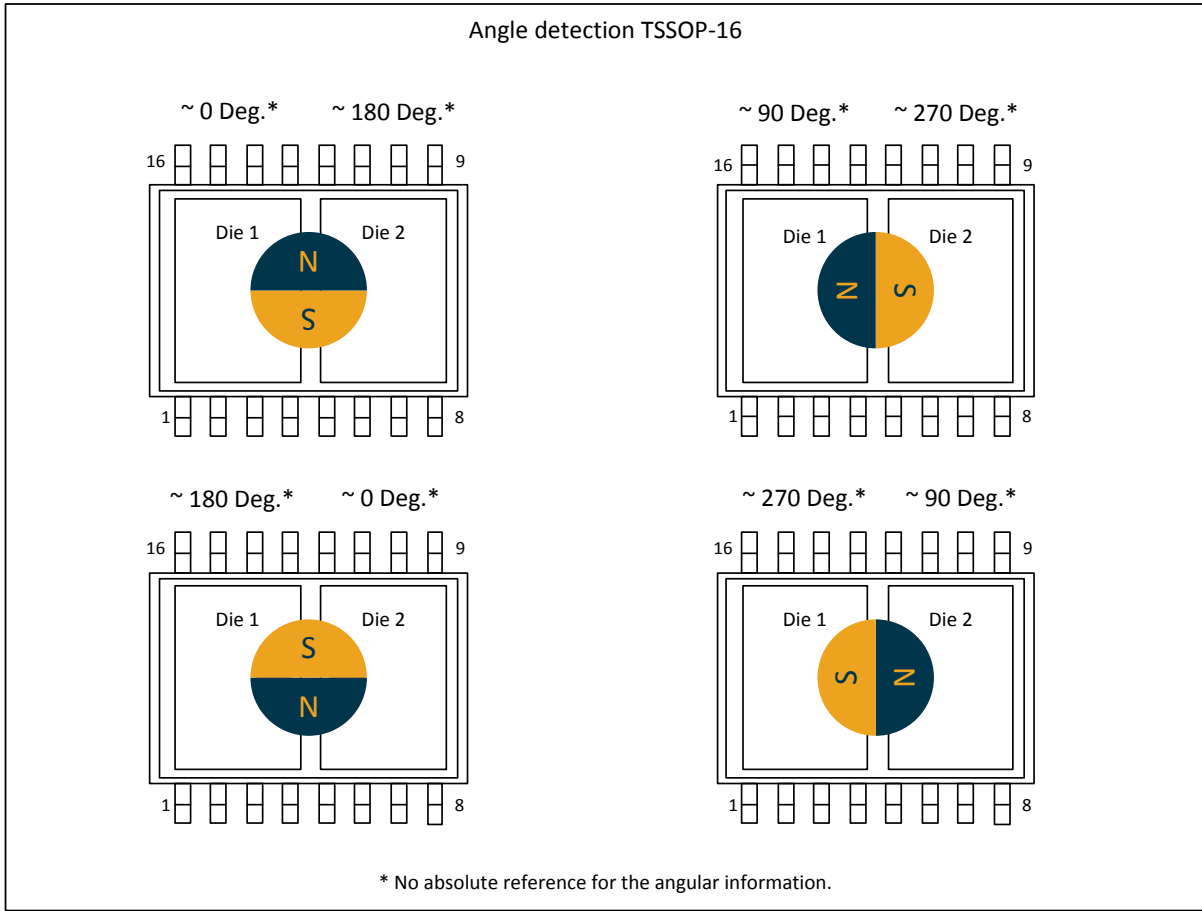 Angle detection TSSOP-16
~ 0 Deg.* ~ 180 Deg.*
16 9
Die 1 Die 2
N
S
1 8
~ 90 Deg.* ~ 270 Deg.*
16 9
Die 1 Die 2
N S
1 8
~ 180 Deg.* ~ 0 Deg.*
16 9
Die 1 Die 2
S
N
1 8
~ 270 Deg.* ~ 90 Deg.*
16 9
Die 1 Die 2
S N
1 8
* No absolute reference for the angular information.